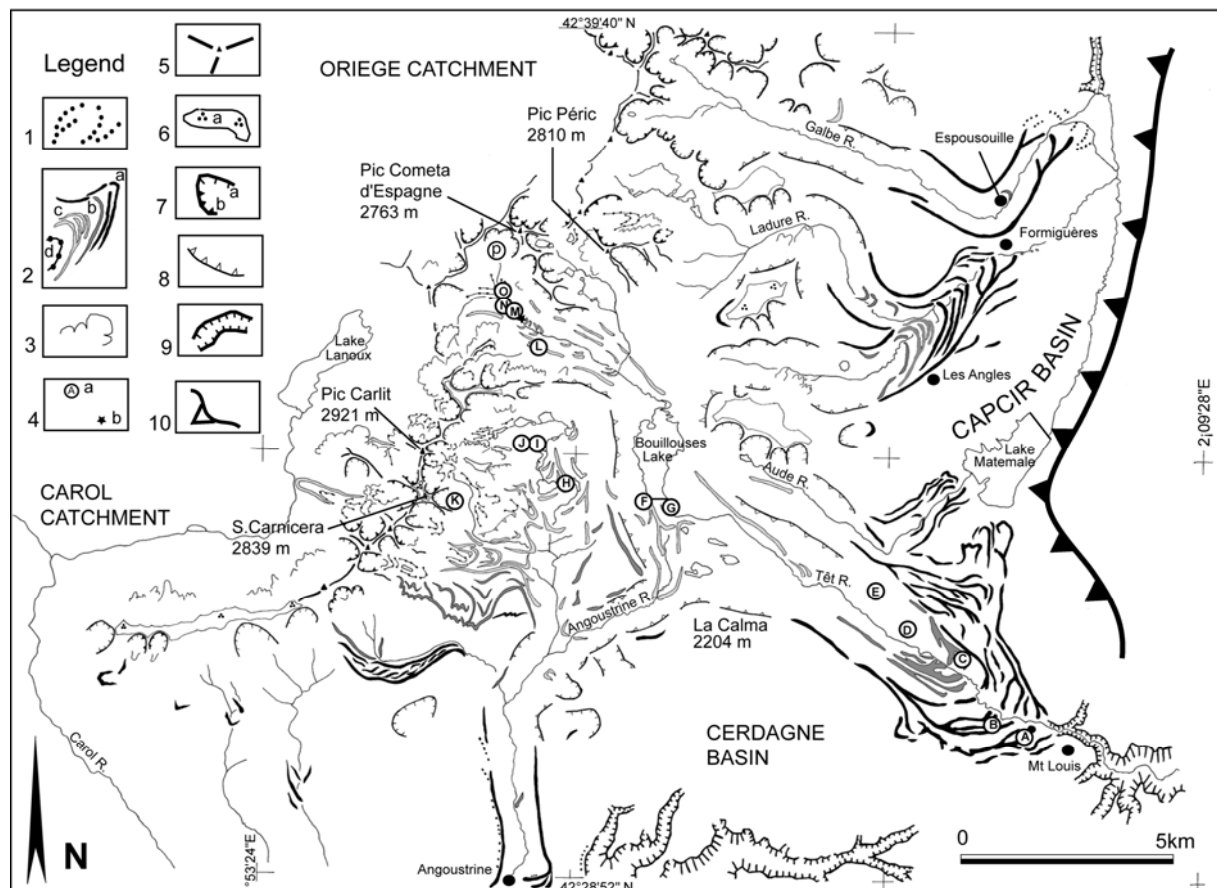 42°39'40" N
Legend
1
2
a
b
c
d
3
4
A
a
b
5
6
a
7
a
b
8
9
10
ORIEGE CATCHMENT
Pic Péric
2810 m
Pic Cometa
d'Espagne
2763 m
Galbe R.
Espousouille
Ladure R.
Formiguères
P
O
N
M
L
Lake
Lanoux
Pic Carlit
2921 m
Les Angles
CAPCIR BASIN
2¡09'28"E
Bouillouses
Lake
Lake
Matemale
Aude R.
J
I
H
K
F
G
CAROL
CATCHMENT
S.Carnicera
2839 m
Têt R.
E
Angoustrine R.
La Calma
2204 m
D
C
B
A
Mt Louis
CERDAGNE
BASIN
Carol R.
N
°53'24"E
Angoustrine
42°28'52" N
0
5km